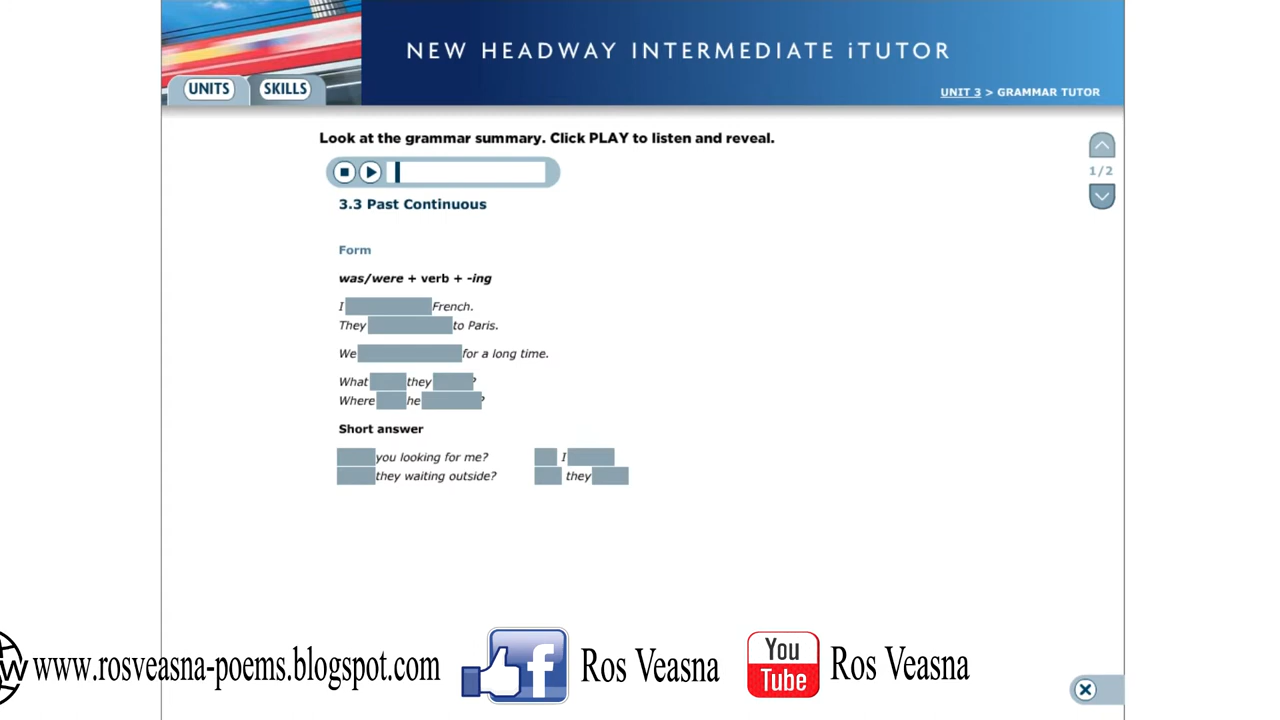 NEW HEADWAY INTERMEDIATE iTUTOR
UNITS SKILLS
UNIT 3 > GRAMMAR TUTOR
Look at the grammar summary. Click PLAY to listen and reveal.
1/2
3.3 Past Continuous
Form
was/were + verb + -ing
I French.
They to Paris.
We for a long time.
What they ?
Where he ?
Short answer
you looking for me? I
they waiting outside? they
www.rosveasna-poems.blogspot.com f Ros Veasna You Tube Ros Veasna